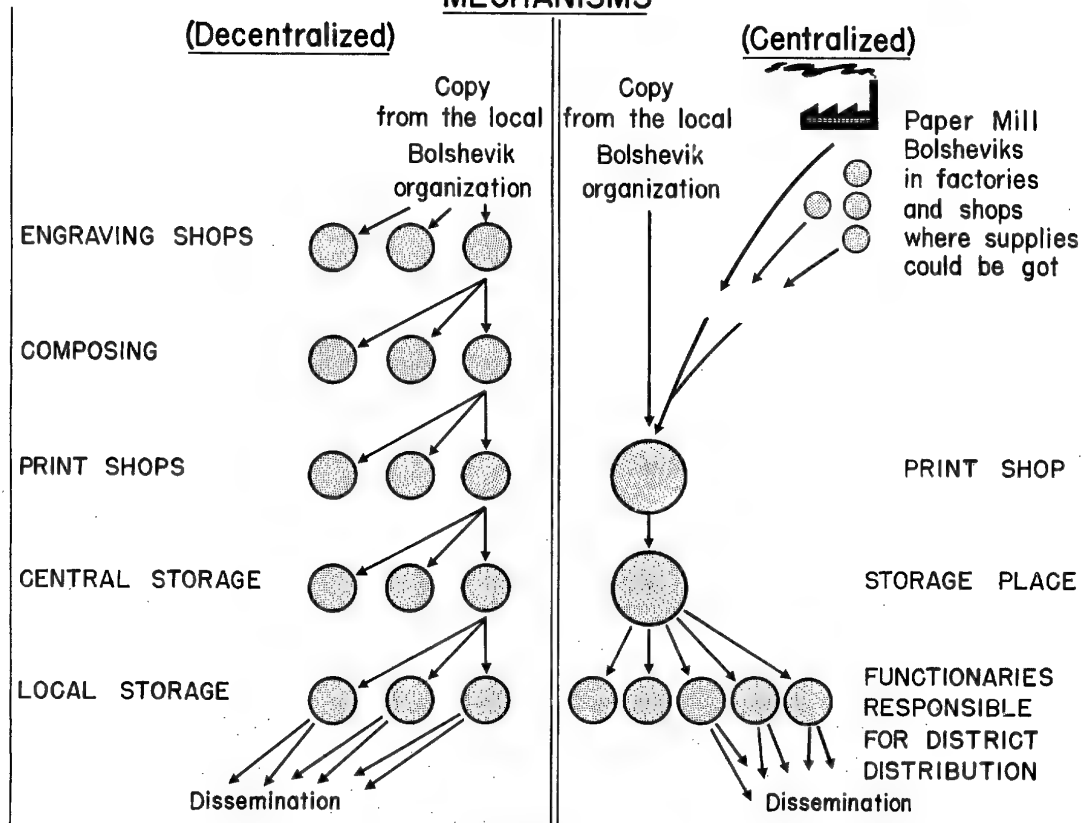 MECHANISMS
(Decentralized)
Copy
from the local
Bolshevik
organization
ENGRAVING SHOPS
COMPOSING
PRINT SHOPS
CENTRAL STORAGE
LOCAL STORAGE
Dissemination
(Centralized)
Copy
from the local
Bolshevik
organization
Paper Mill
Bolsheviks
in factories
and shops
where supplies
could be got
PRINT SHOP
STORAGE PLACE
FUNCTIONARIES
RESPONSIBLE
FOR DISTRICT
DISTRIBUTION
Dissemination